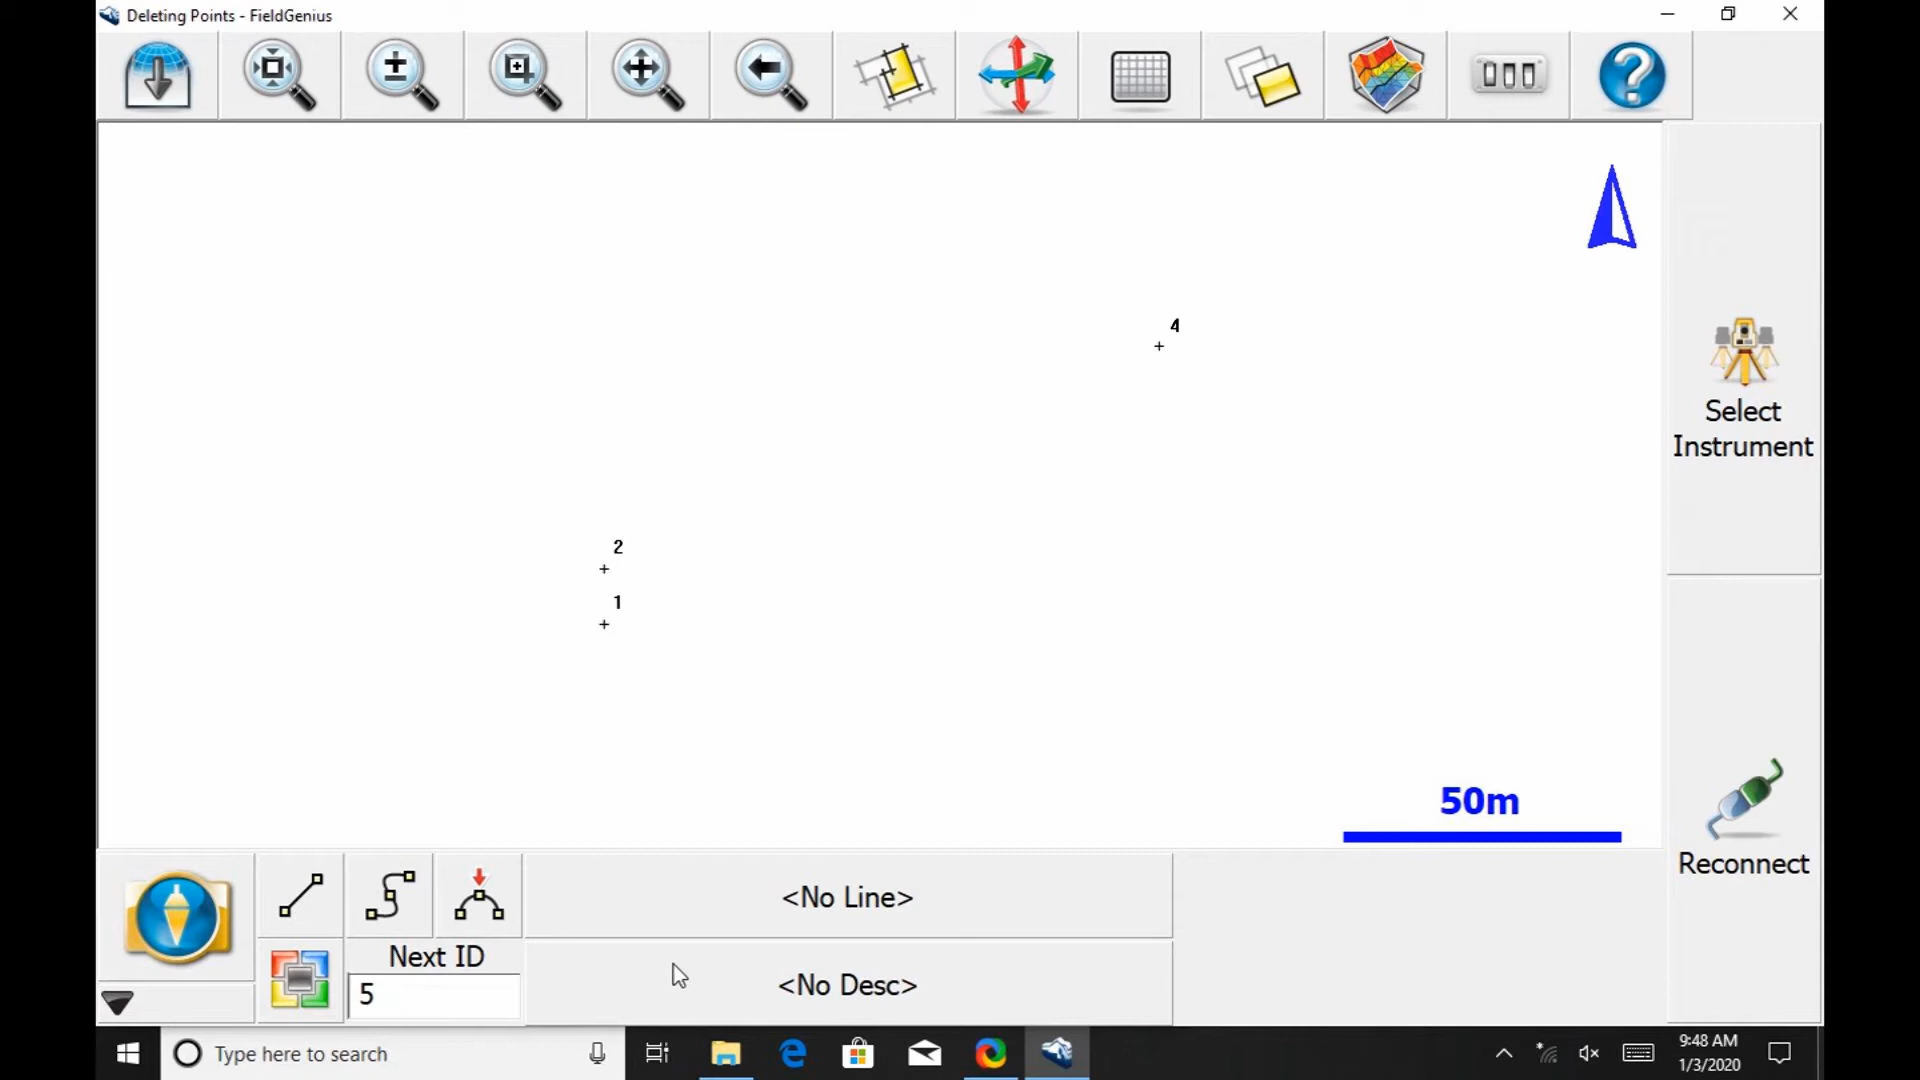 Deleting Points - FieldGenius
4
2
1
50m
Select
Instrument
Reconnect
<No Line>
Next ID
5
<No Desc>
Type here to search
9:48 AM
1/3/2020